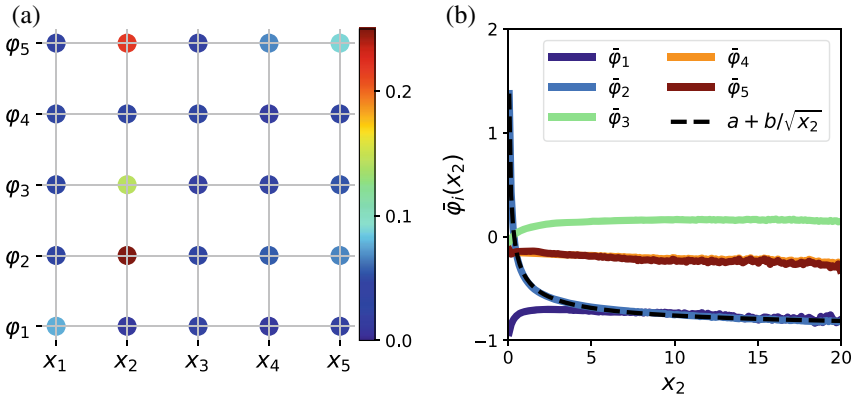 (a)
φ₅
φ₄
φ₃
φ₂
φ₁
x₁ x₂ x₃ x₄ x₅
0.2
0.1
0.0
(b)
φ̄ᵢ(x₂)
2
1
0
−1
φ̄₁ φ̄₄
φ̄₂ φ̄₅
φ̄₃ a + b/√x₂
0 5 10 15 20
x₂